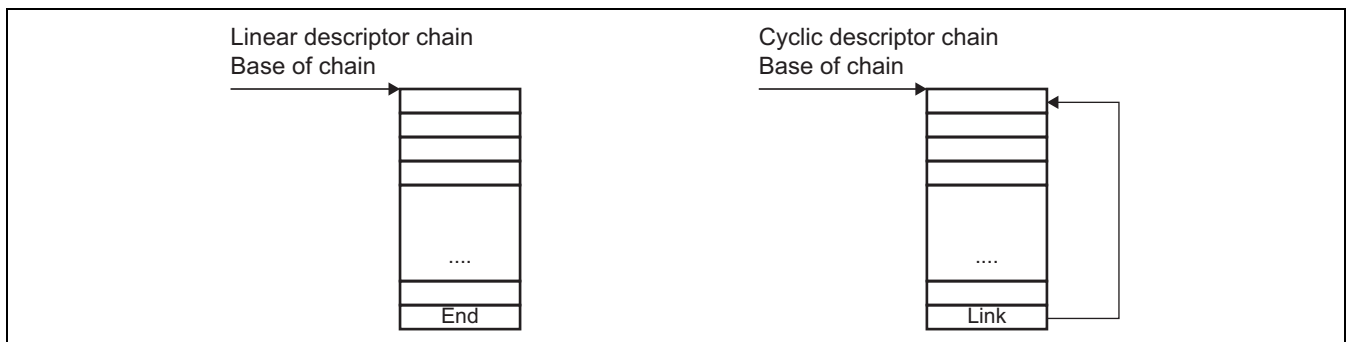 Linear descriptor chain
Base of chain
....
End
Cyclic descriptor chain
Base of chain
....
Link